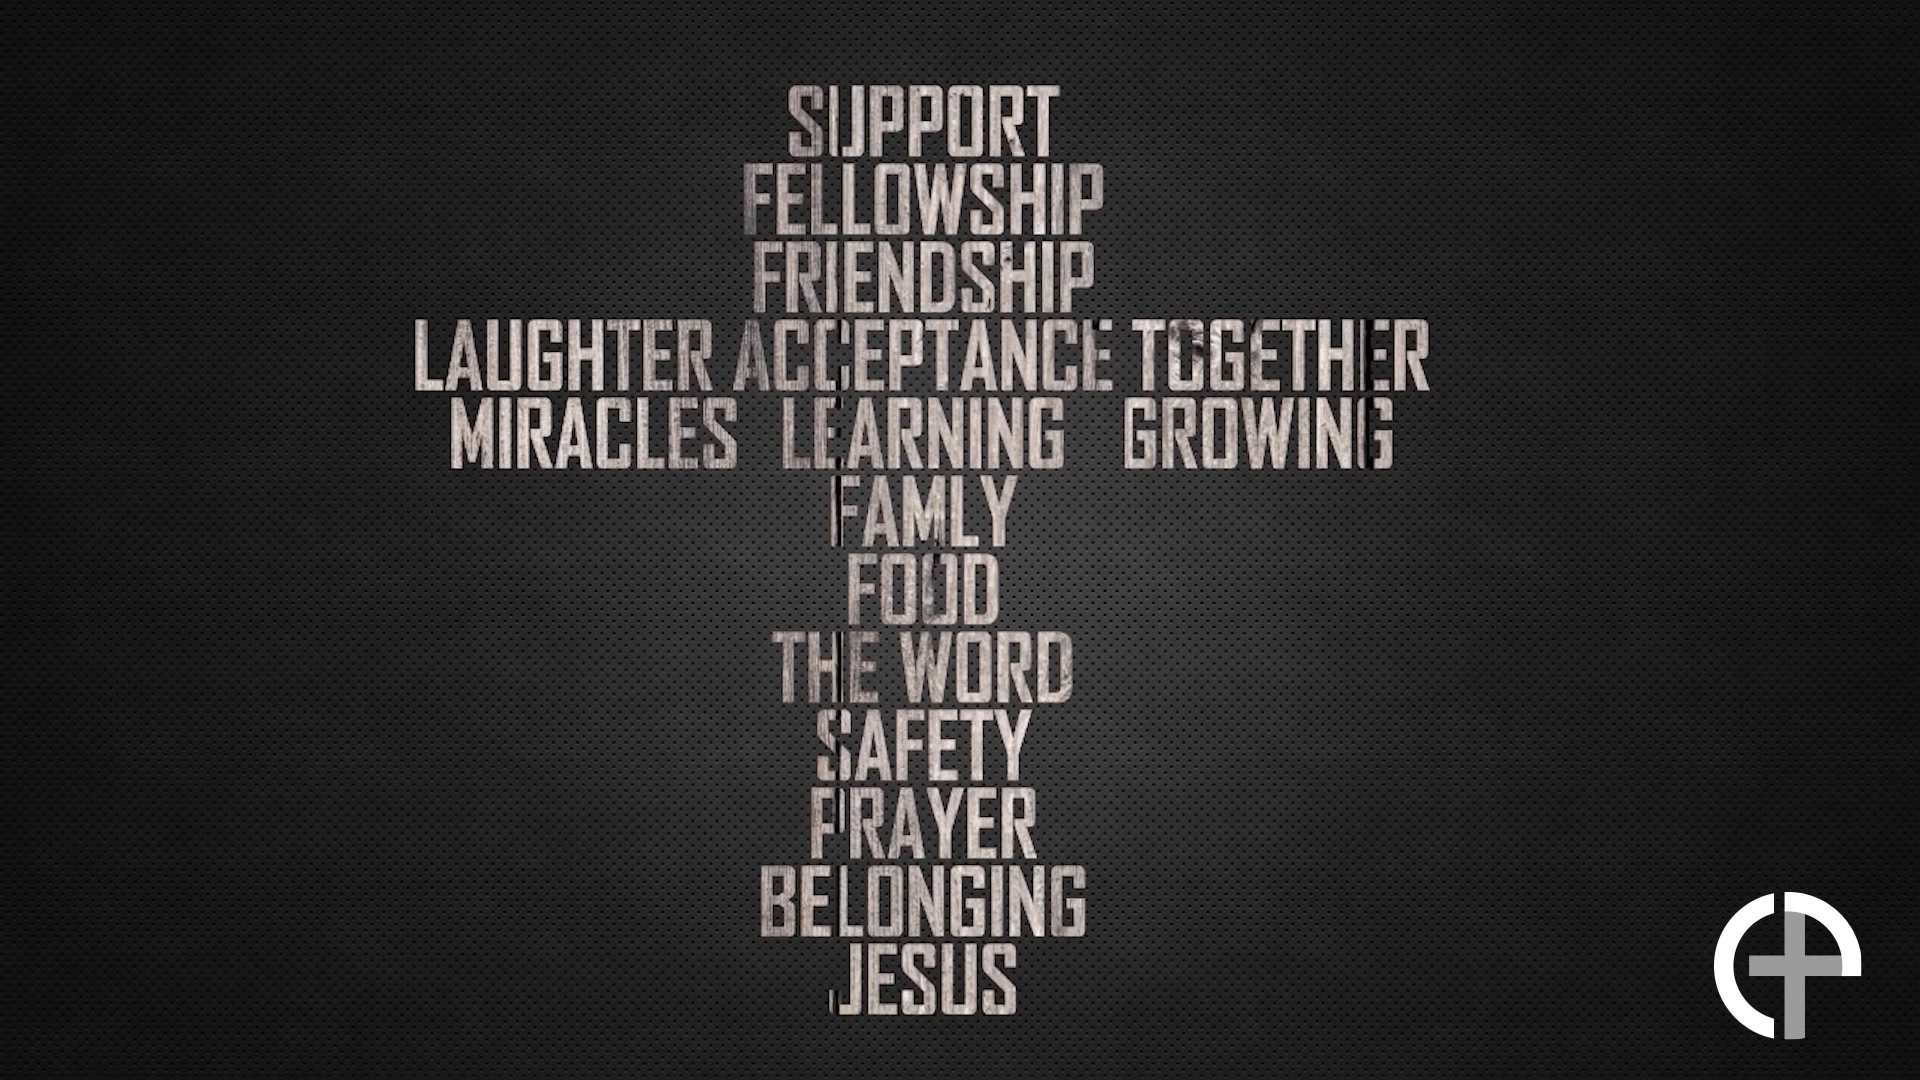 SUPPORT
FELLOWSHIP
FRIENDSHIP
LAUGHTER ACCEPTANCE TOGETHER
MIRACLES LEARNING GROWING
FAMLY
FOOD
THE WORD
SAFETY
PRAYER
BELONGING
JESUS